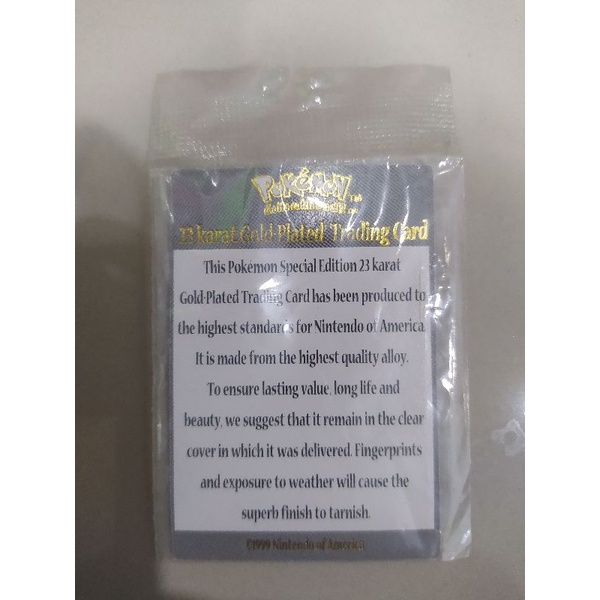 Pokémon TM
23 karat Gold-Plated Trading Card
This Pokémon Special Edition 23 karat
Gold-Plated Trading Card has been produced to
the highest standards for Nintendo of America.
It is made from the highest quality alloy.
To ensure lasting value, long life and
beauty, we suggest that it remain in the clear
cover in which it was delivered. Fingerprints
and exposure to weather will cause the
superb finish to tarnish.
©1999 Nintendo of America